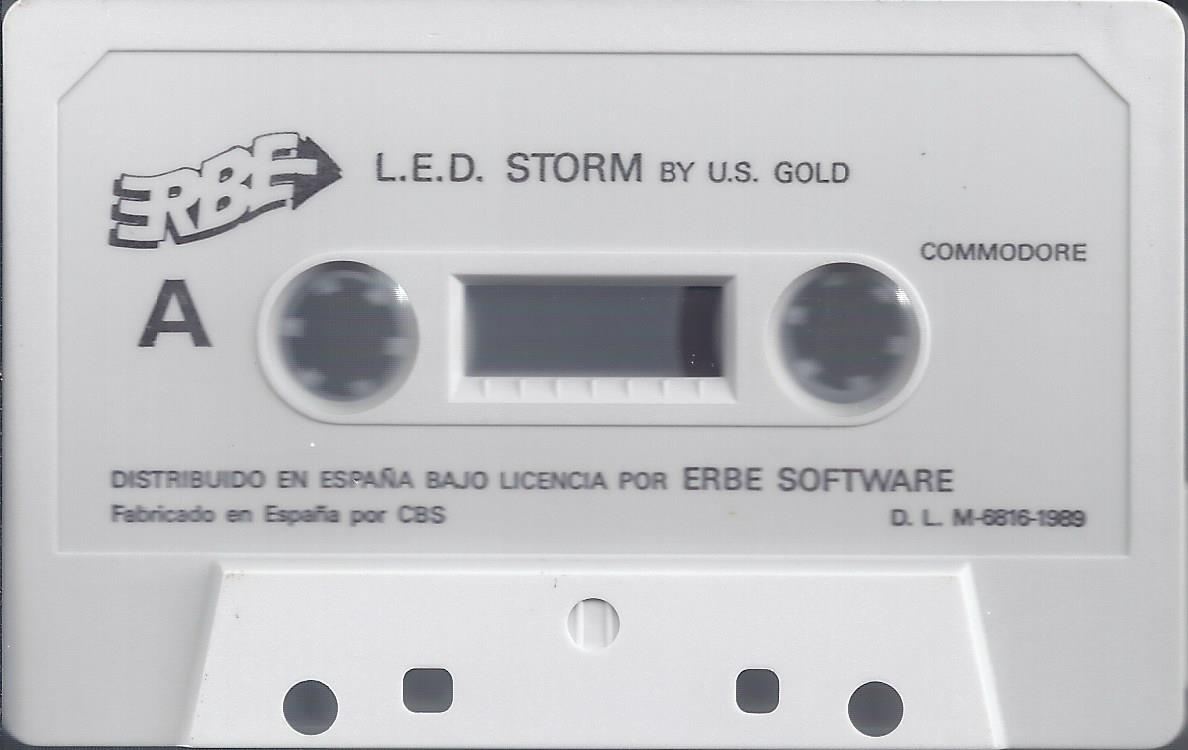 ERBE
L.E.D. STORM BY U.S. GOLD
COMMODORE
A
DISTRIBUIDO EN ESPAÑA BAJO LICENCIA POR ERBE SOFTWARE
Fabricado en España por CBS
D. L. M-6816-1989